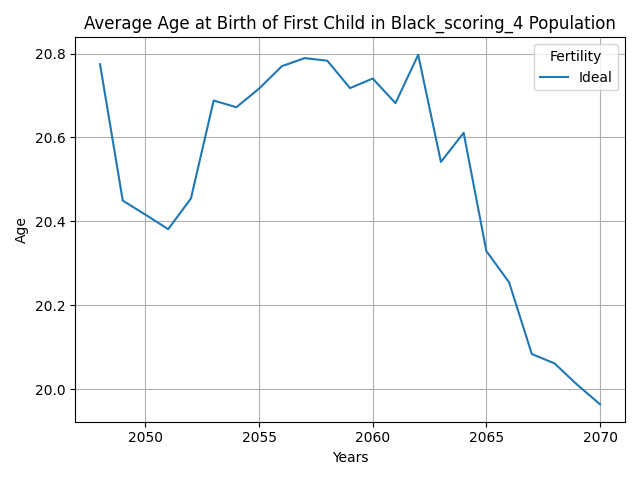 Average Age at Birth of First Child in Black_scoring_4 Population
Fertility
Ideal
20.8
20.6
20.4
20.2
20.0
Age
2050
2055
2060
2065
2070
Years